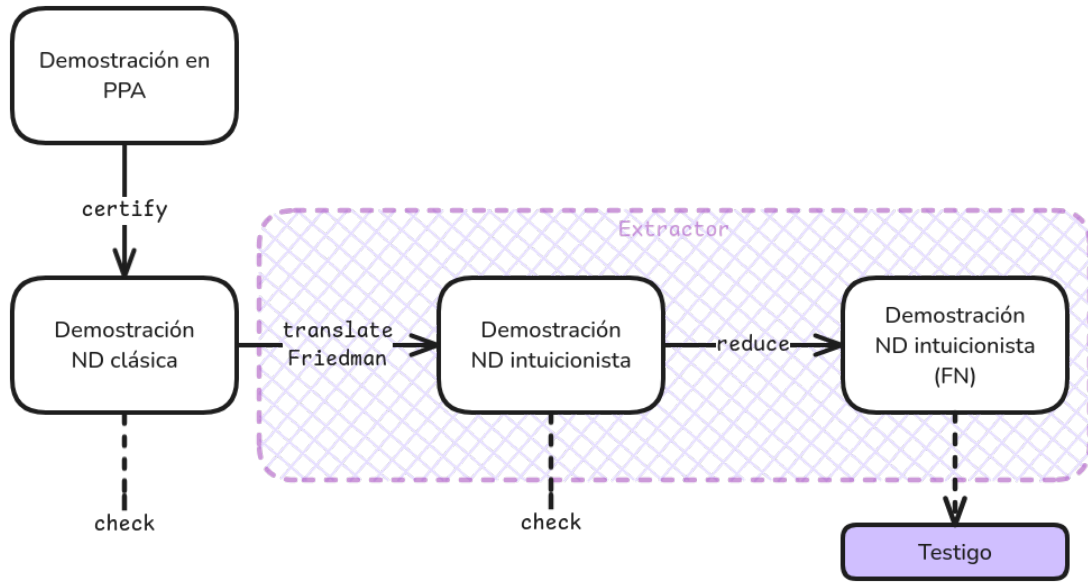 Demostración en
PPA
certify
Extractor
Demostración
ND clásica
translate
Friedman
Demostración
ND intuicionista
reduce
Demostración
ND intuicionista
(FN)
check
check
Testigo